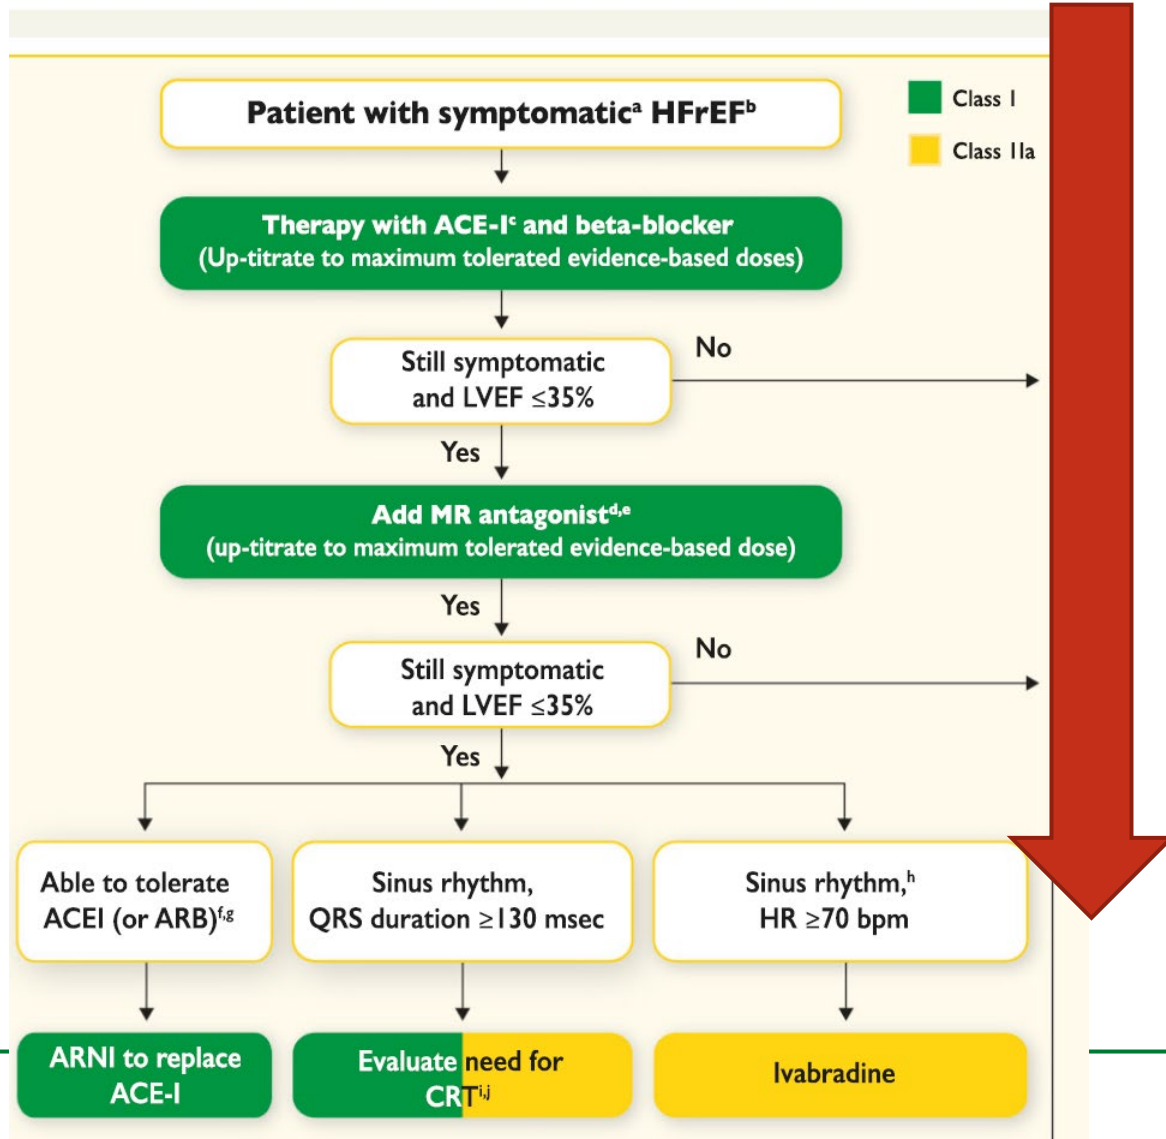 Patient with symptomaticᵃ HFrEFᵇ
Class I
Class IIa
Therapy with ACE-Iᶜ and beta-blocker
(Up-titrate to maximum tolerated evidence-based doses)
Still symptomatic
and LVEF ≤35%
No
Yes
Add MR antagonistᵈ,ᵉ
(up-titrate to maximum tolerated evidence-based dose)
Yes
Still symptomatic
and LVEF ≤35%
No
Yes
Able to tolerate
ACEI (or ARB)ᶠ,ᵍ
Sinus rhythm,
QRS duration ≥130 msec
Sinus rhythm,ʰ
HR ≥70 bpm
ARNI to replace
ACE-I
Evaluate need for
CRTⁱ,ʲ
Ivabradine